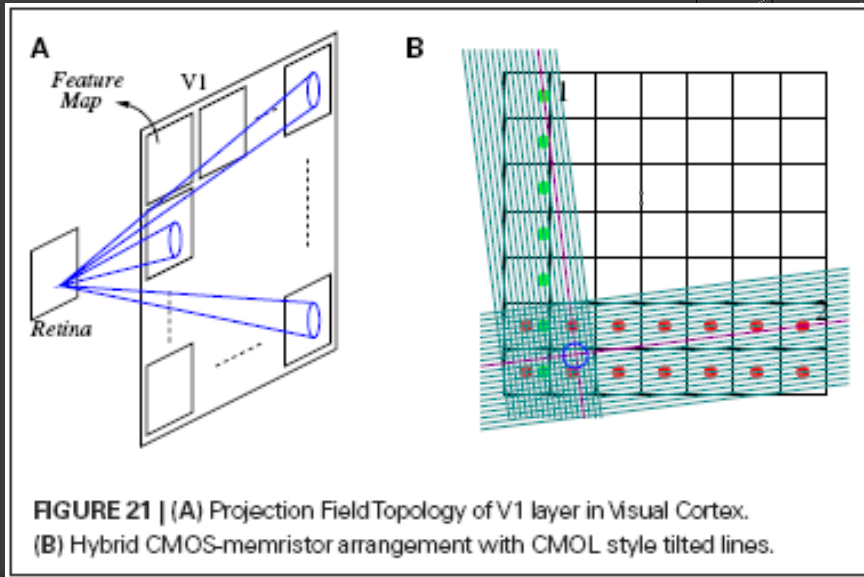 A
B
Feature
Map
V1
1
2
Retina
FIGURE 21 | (A) Projection Field Topology of V1 layer in Visual Cortex.
(B) Hybrid CMOS-memristor arrangement with CMOL style tilted lines.